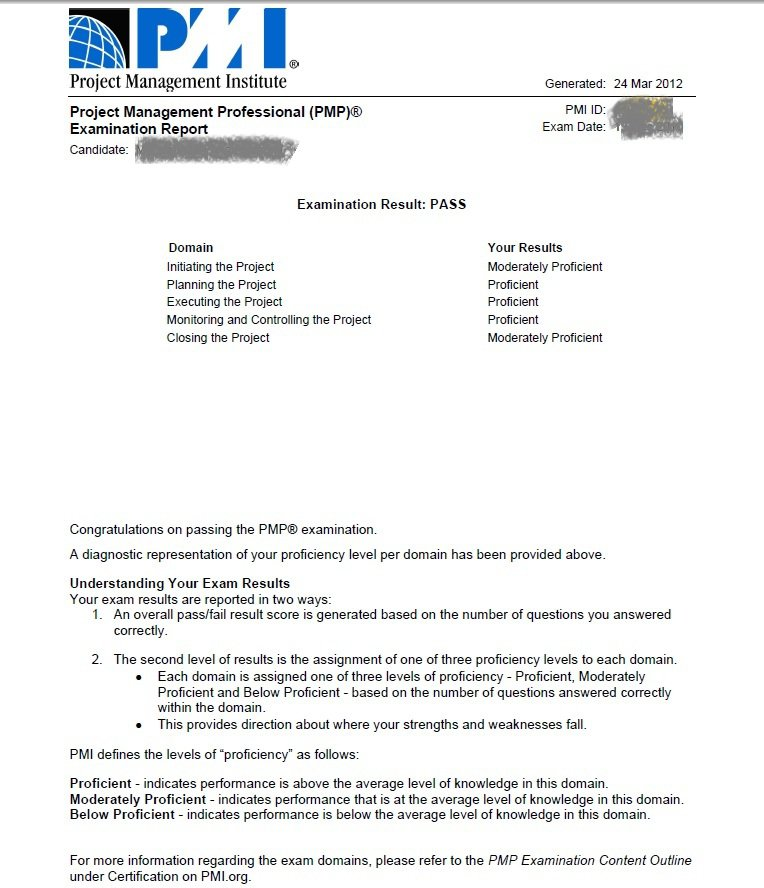 PMI®
Project Management Institute
Generated: 24 Mar 2012
Project Management Professional (PMP)®
Examination Report
PMI ID:
Exam Date:
Candidate:
Examination Result: PASS
Domain Your Results
Initiating the Project Moderately Proficient
Planning the Project Proficient
Executing the Project Proficient
Monitoring and Controlling the Project Proficient
Closing the Project Moderately Proficient
Congratulations on passing the PMP® examination.
A diagnostic representation of your proficiency level per domain has been provided above.
Understanding Your Exam Results
Your exam results are reported in two ways:
1. An overall pass/fail result score is generated based on the number of questions you answered
correctly.
2. The second level of results is the assignment of one of three proficiency levels to each domain.
• Each domain is assigned one of three levels of proficiency - Proficient, Moderately
Proficient and Below Proficient - based on the number of questions answered correctly
within the domain.
• This provides direction about where your strengths and weaknesses fall.
PMI defines the levels of “proficiency” as follows:
Proficient - indicates performance is above the average level of knowledge in this domain.
Moderately Proficient - indicates performance that is at the average level of knowledge in this domain.
Below Proficient - indicates performance is below the average level of knowledge in this domain.
For more information regarding the exam domains, please refer to the PMP Examination Content Outline
under Certification on PMI.org.